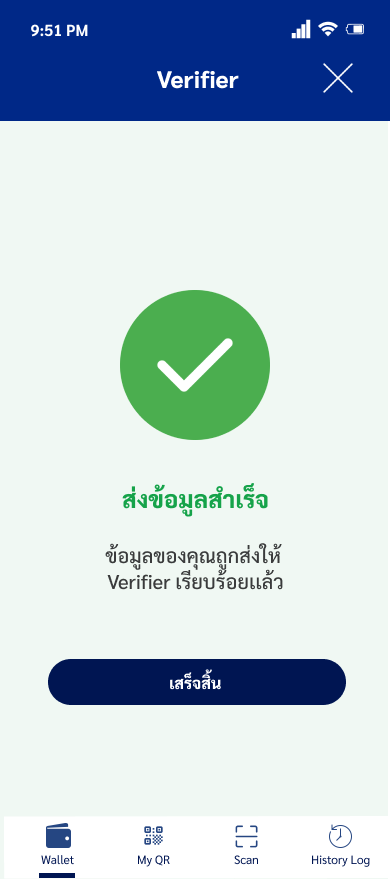 9:51 PM
Verifier
ส่งข้อมูลสำเร็จ
ข้อมูลของคุณถูกส่งให้
Verifier เรียบร้อยแล้ว
เสร็จสิ้น
Wallet
My QR
Scan
History Log